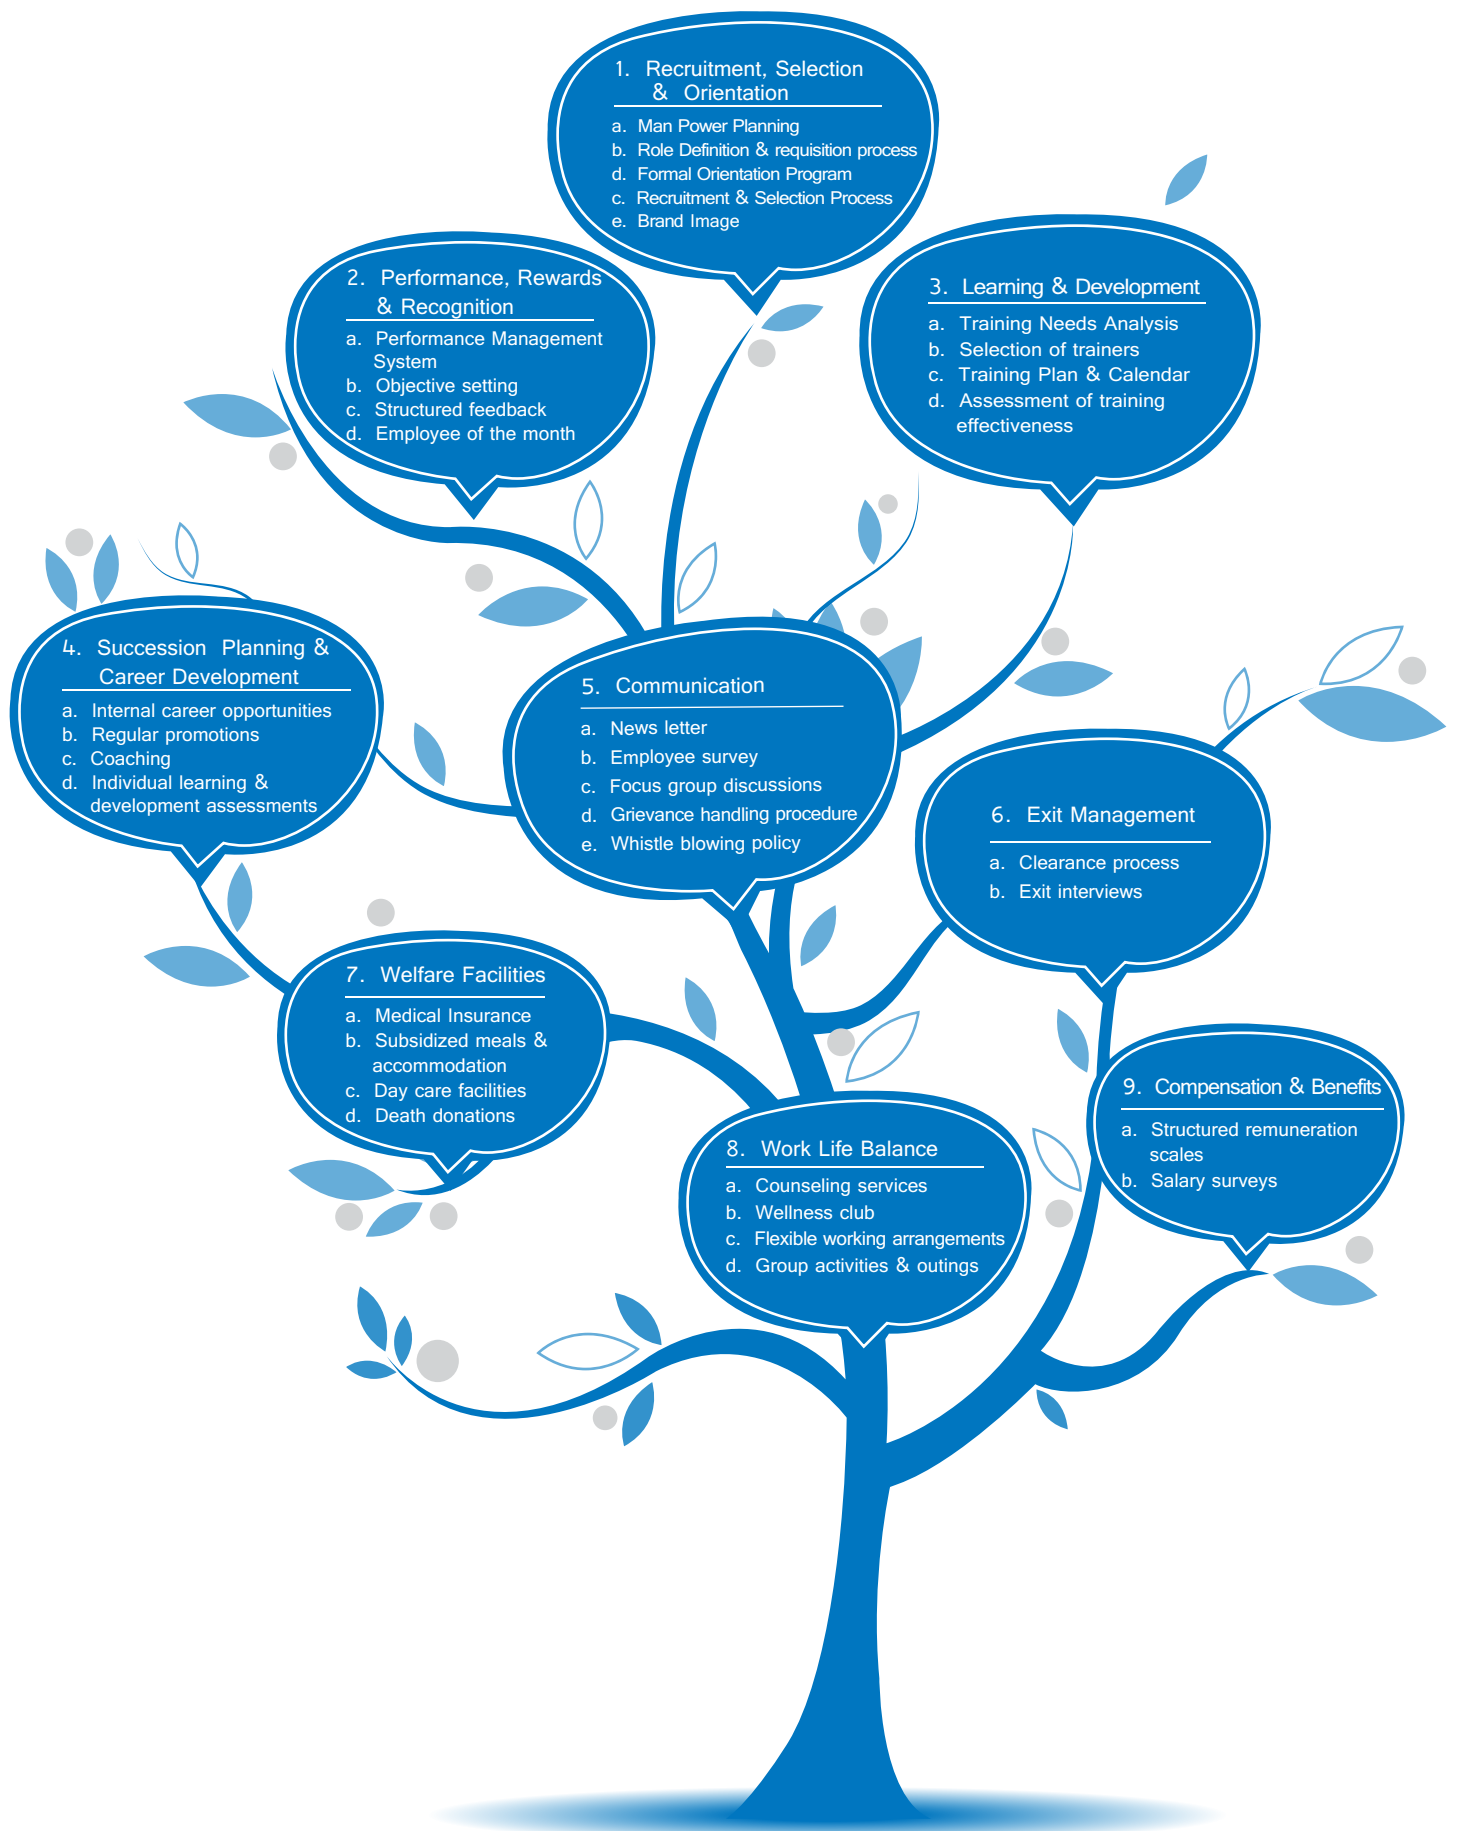 1. Recruitment, Selection
& Orientation
a. Man Power Planning
b. Role Definition & requisition process
d. Formal Orientation Program
c. Recruitment & Selection Process
e. Brand Image
2. Performance, Rewards
& Recognition
a. Performance Management
System
b. Objective setting
c. Structured feedback
d. Employee of the month
3. Learning & Development
a. Training Needs Analysis
b. Selection of trainers
c. Training Plan & Calendar
d. Assessment of training
effectiveness
4. Succession Planning &
Career Development
a. Internal career opportunities
b. Regular promotions
c. Coaching
d. Individual learning &
development assessments
5. Communication
a. News letter
b. Employee survey
c. Focus group discussions
d. Grievance handling procedure
e. Whistle blowing policy
6. Exit Management
a. Clearance process
b. Exit interviews
7. Welfare Facilities
a. Medical Insurance
b. Subsidized meals &
accommodation
c. Day care facilities
d. Death donations
8. Work Life Balance
a. Counseling services
b. Wellness club
c. Flexible working arrangements
d. Group activities & outings
9. Compensation & Benefits
a. Structured remuneration
scales
b. Salary surveys